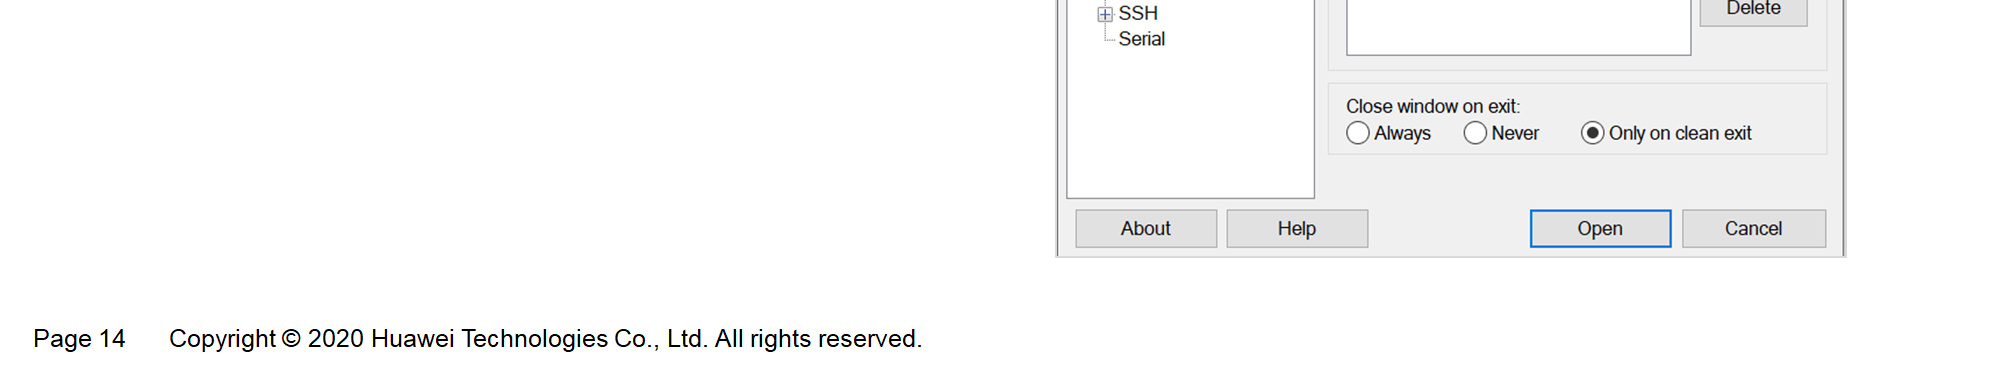 SSH
Serial
Delete
Close window on exit:
Always Never Only on clean exit
About Help Open Cancel
Page 14 Copyright © 2020 Huawei Technologies Co., Ltd. All rights reserved.